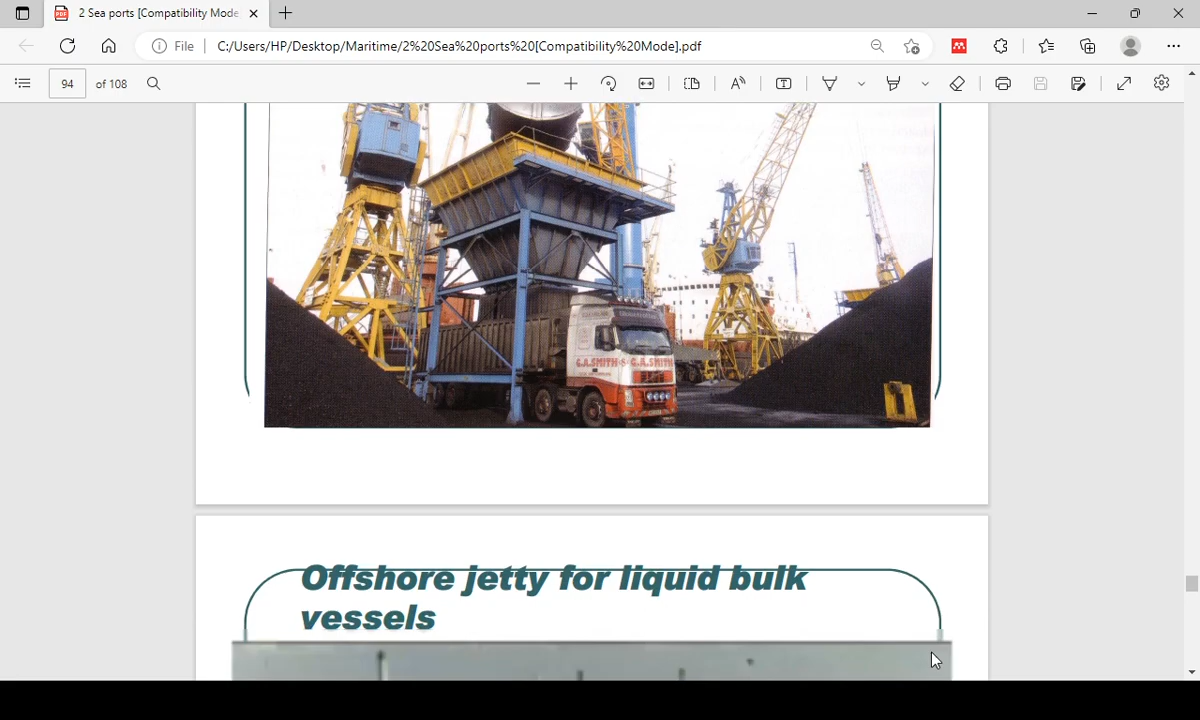 2 Sea ports [Compatibility Mode
File
C:/Users/HP/Desktop/Maritime/2%20Sea%20ports%20[Compatibility%20Mode].pdf
94 of 108
G.A.SMITH & G.A.SMITH
Offshore jetty for liquid bulk
vessels